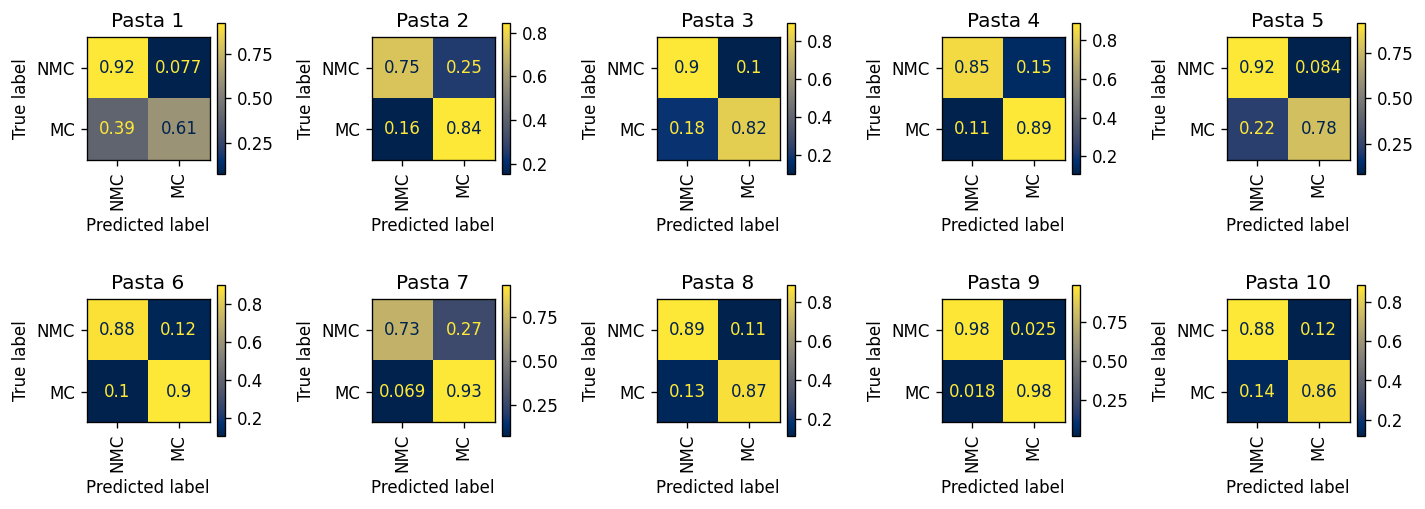 Pasta 1
True label
NMC 0.92 0.077
MC 0.39 0.61
NMC MC
Predicted label
0.75
0.50
0.25
Pasta 2
True label
0.75 0.25
0.16 0.84
NMC MC
Predicted label
0.8
0.6
0.4
0.2
Pasta 3
True label
NMC 0.9 0.1
MC 0.18 0.82
NMC MC
Predicted label
0.8
0.6
0.4
0.2
Pasta 4
True label
NMC 0.85 0.15
MC 0.11 0.89
NMC MC
Predicted label
0.8
0.6
0.4
0.2
Pasta 5
True label
NMC 0.92 0.084
MC 0.22 0.78
NMC MC
Predicted label
0.75
0.50
0.25
Pasta 6
True label
NMC 0.88 0.12
MC 0.1 0.9
NMC MC
Predicted label
0.8
0.6
0.4
0.2
Pasta 7
True label
NMC 0.73 0.27
MC 0.069 0.93
NMC MC
Predicted label
0.75
0.50
0.25
Pasta 8
True label
NMC 0.89 0.11
MC 0.13 0.87
NMC MC
Predicted label
0.8
0.6
0.4
0.2
Pasta 9
True label
NMC 0.98 0.025
MC 0.018 0.98
NMC MC
Predicted label
0.75
0.50
0.25
Pasta 10
True label
NMC 0.88 0.12
MC 0.14 0.86
NMC MC
Predicted label
0.8
0.6
0.4
0.2